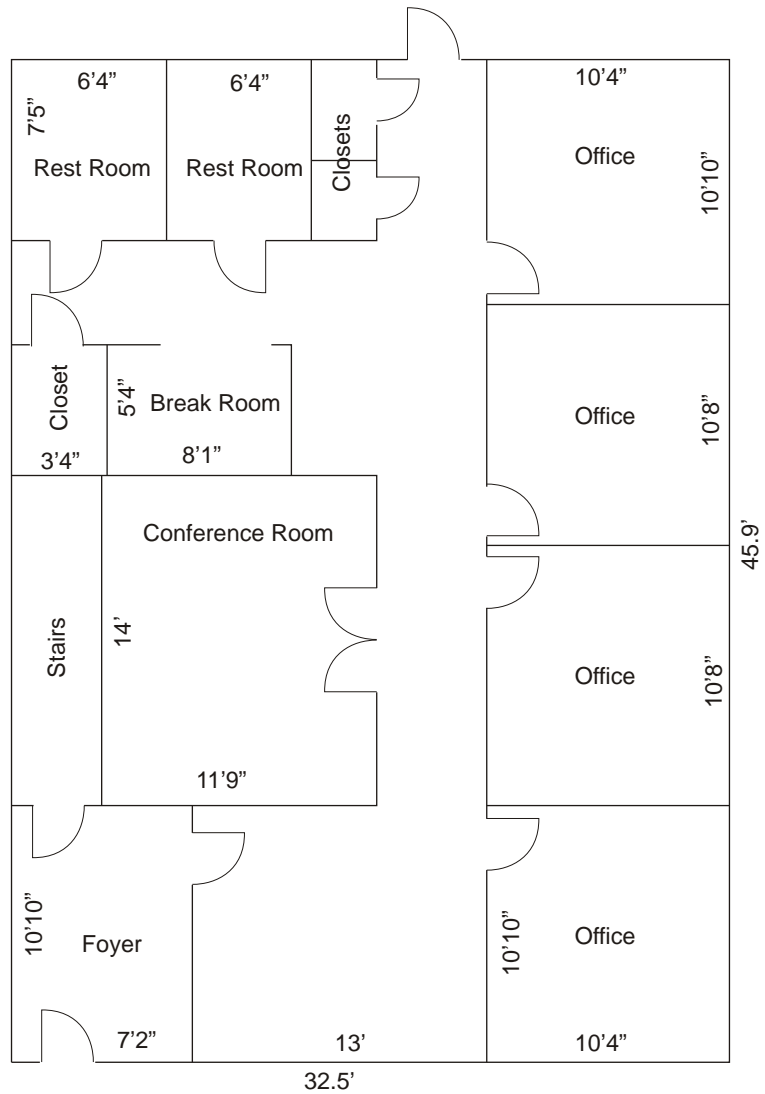 6’4”
6’4”
10’4”
7’5”
Rest Room
Rest Room
Closets
Office
10’10”
Closet
5’4”
Break Room
Office
10’8”
3’4”
8’1”
Conference Room
45.9’
Stairs
14’
Office
10’8”
11’9”
10’10”
Foyer
10’10”
Office
7’2”
13’
10’4”
32.5’